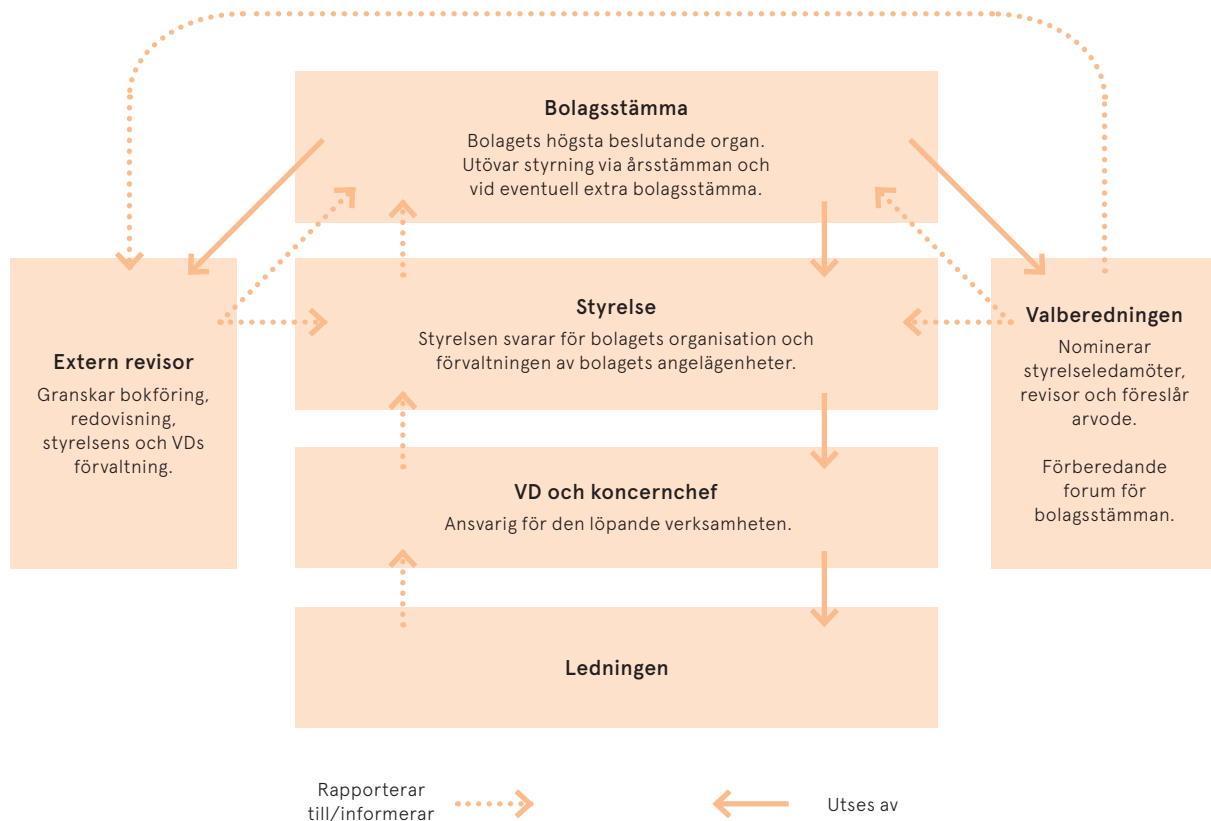 Bolagsstämma
Bolagets högsta beslutande organ.
Utövar styrning via årsstämman och
vid eventuell extra bolagsstämma.
Extern revisor
Granskar bokföring,
redovisning,
styrelsens och VDs
förvaltning.
Styrelse
Styrelsen svarar för bolagets organisation och
förvaltningen av bolagets angelägenheter.
Valberedningen
Nominerar
styrelseledamöter,
revisor och föreslår
arvode.
Förberedande
forum för
bolagsstämman.
VD och koncernchef
Ansvarig för den löpande verksamheten.
Ledningen
Rapporterar
till/informerar
Utses av